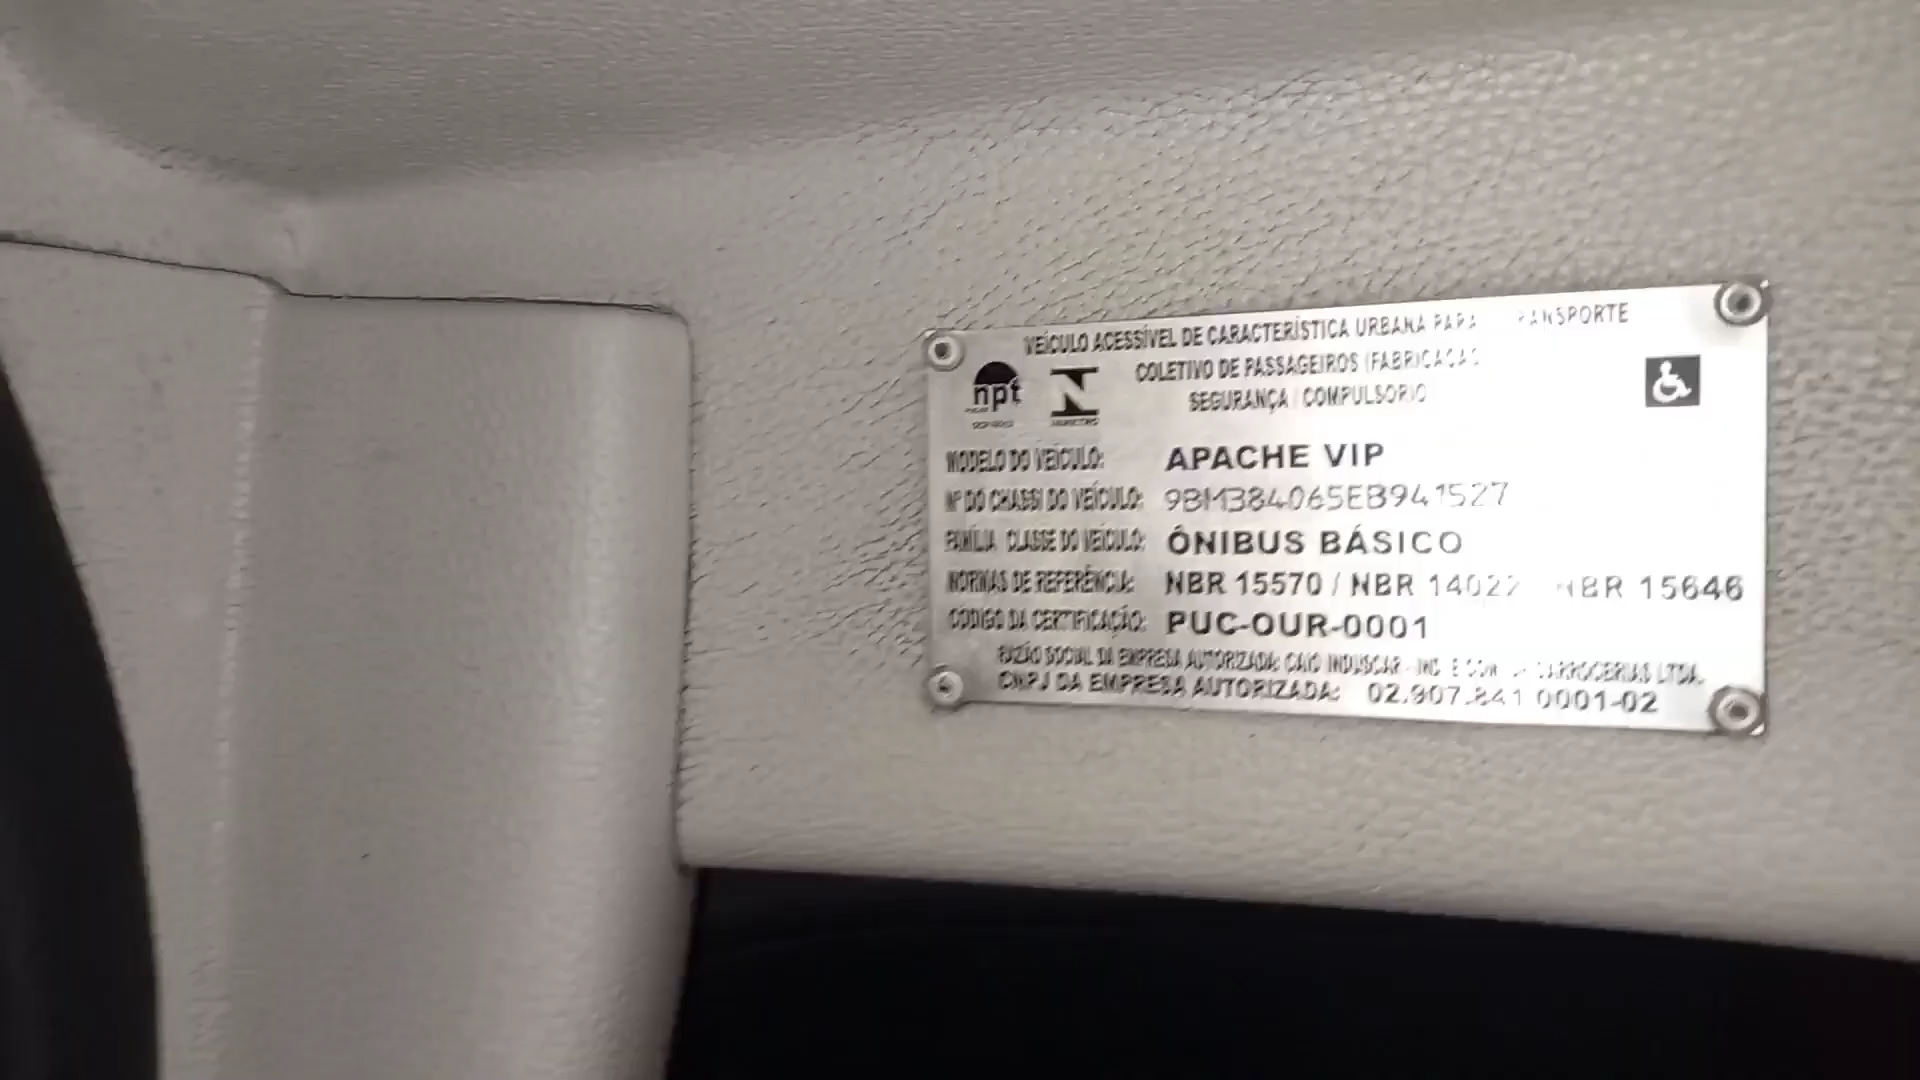 VEÍCULO ACESSÍVEL DE CARACTERÍSTICA URBANA PARA TRANSPORTE
COLETIVO DE PASSAGEIROS (FABRICAÇÃO
SEGURANÇA / COMPULSÓRIO
npt
MODELO DO VEÍCULO: APACHE VIP
Nº DO CHASSI DO VEÍCULO: 9BM384065EB941527
FAMÍLIA CLASSE DO VEÍCULO: ÔNIBUS BÁSICO
NORMAS DE REFERÊNCIA: NBR 15570 / NBR 14022 NBR 15646
CÓDIGO DA CERTIFICAÇÃO: PUC-OUR-0001
RAZÃO SOCIAL DA EMPRESA AUTORIZADA: CAIO INDUSCAR - IND. E COM. DE CARROCERIAS LTDA.
CNPJ DA EMPRESA AUTORIZADA: 02.907.841 0001-02